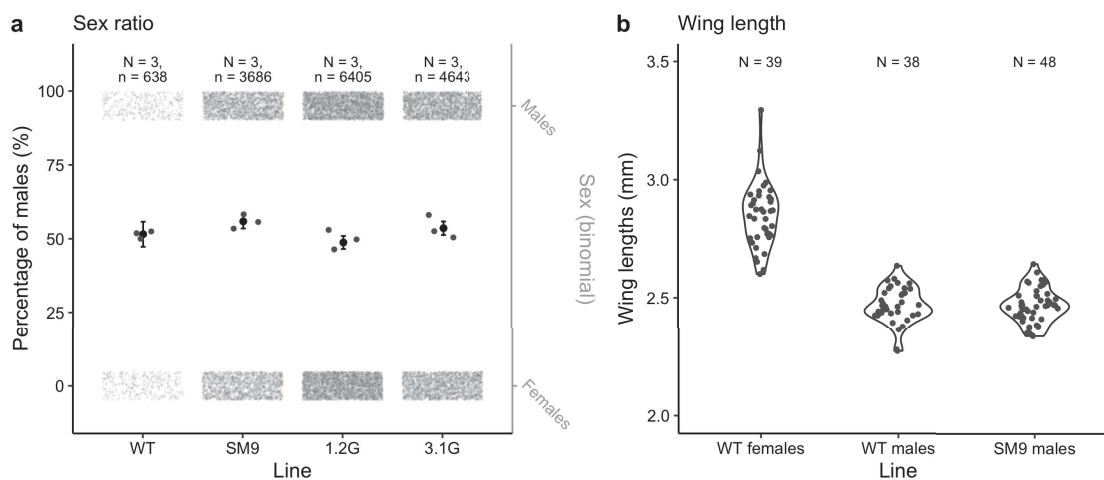 a
Sex ratio
N = 3,
n = 638
N = 3,
n = 3686
N = 3,
n = 6405
N = 3,
n = 4643
100
75
50
25
0
Percentage of males (%)
Males
Females
Sex (binomial)
WT
SM9
1.2G
3.1G
Line
b
Wing length
N = 39
N = 38
N = 48
3.5
3.0
2.5
2.0
Wing lengths (mm)
WT females
WT males
SM9 males
Line